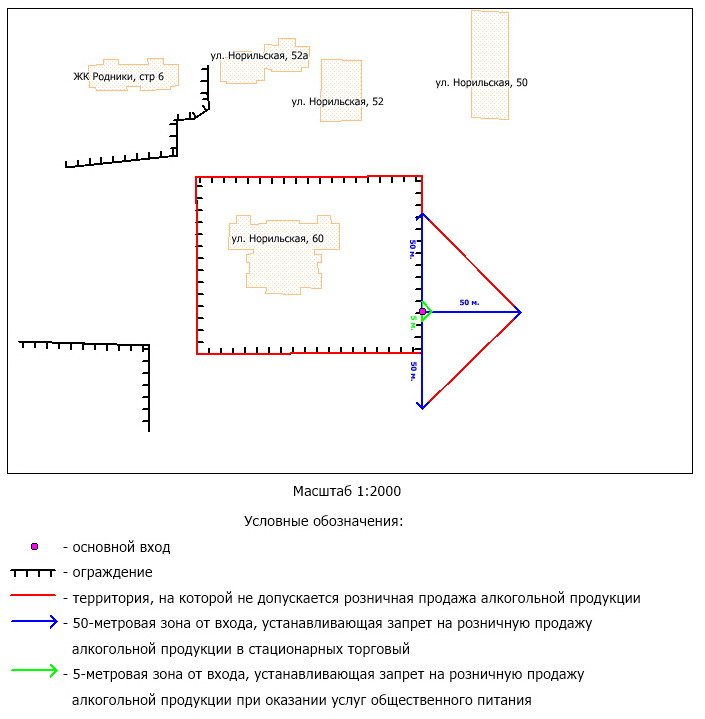 ул. Норильская, 52а
ЖК Родники, стр 6
ул. Норильская, 50
ул. Норильская, 52
ул. Норильская, 60
50 м.
50 м.
5 м.
50 м.
Масштаб 1:2000
Условные обозначения:
- основной вход
- ограждение
- территория, на которой не допускается розничная продажа алкогольной продукции
- 50-метровая зона от входа, устанавливающая запрет на розничную продажу
алкогольной продукции в стационарных торговый
- 5-метровая зона от входа, устанавливающая запрет на розничную продажу
алкогольной продукции при оказании услуг общественного питания